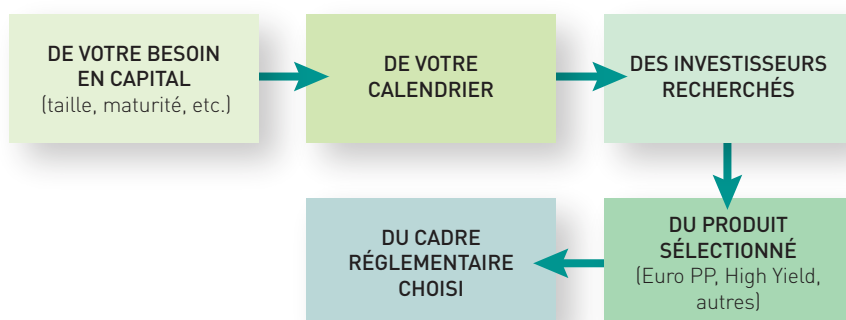 DE VOTRE BESOIN
EN CAPITAL
(taille, maturité, etc.)
DE VOTRE
CALENDRIER
DES INVESTISSEURS
RECHERCHÉS
DU PRODUIT
SÉLECTIONNÉ
(Euro PP, High Yield,
autres)
DU CADRE
RÉGLEMENTAIRE
CHOISI